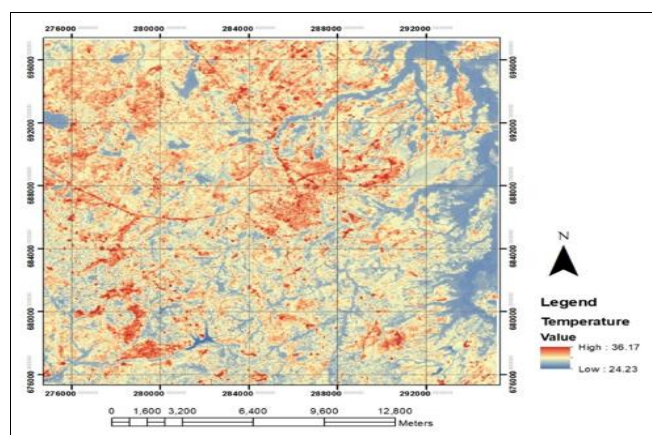 276000 280000 284000 288000 292000
696000 696000
692000 692000
688000 688000
684000 684000
680000 680000
676000 676000
276000 280000 284000 288000 292000
N
Legend
Temperature
Value
High : 36.17
Low : 24.23
0 1,600 3,200 6,400 9,600 12,800
Meters